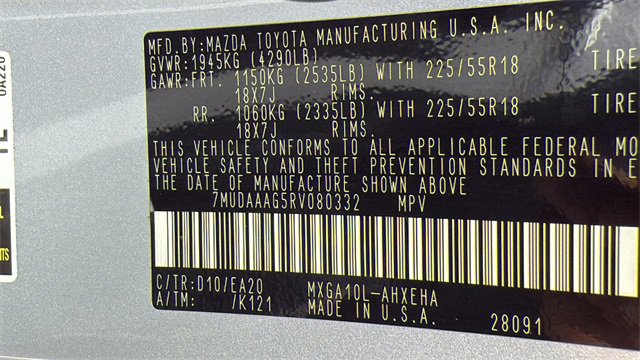 MFD.BY:MAZDA TOYOTA MANUFACTURING U.S.A. INC.
GVWR:1945KG (4290LB)
GAWR:FRT. 1150KG (2535LB) WITH 225/55R18 TIRE
18X7J RIMS.
RR. 1060KG (2335LB) WITH 225/55R18 TIRE
18X7J RIMS.
THIS VEHICLE CONFORMS TO ALL APPLICABLE FEDERAL MO
VEHICLE SAFETY AND THEFT PREVENTION STANDARDS IN E
THE DATE OF MANUFACTURE SHOWN ABOVE
7MUDAAAG5RV080332 MPV
C/TR:D10/EA20 MXGA10L-AHXEHA
A/TM: /K121 MADE IN U.S.A. 28091